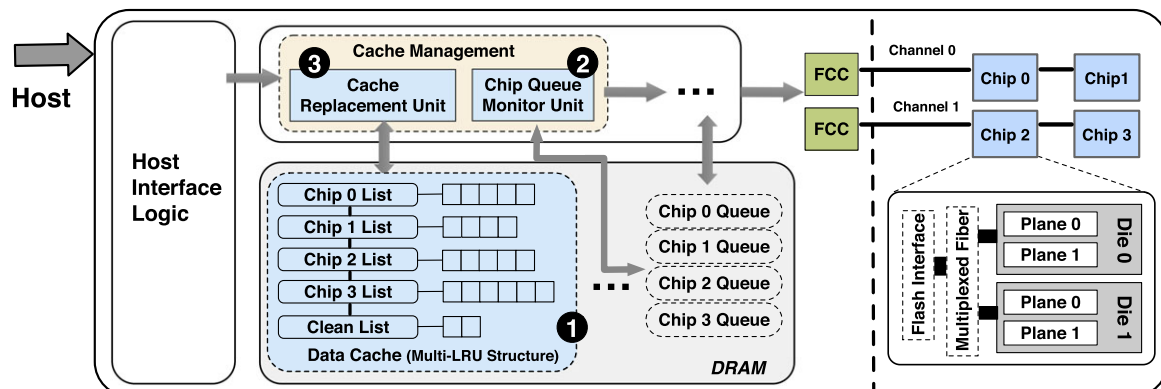 Host
Host
Interface
Logic
Cache Management
3
Cache
Replacement Unit
2
Chip Queue
Monitor Unit
...
FCC
FCC
Channel 0
Channel 1
Chip 0
Chip1
Chip 2
Chip 3
Chip 0 List
Chip 1 List
Chip 2 List
Chip 3 List
Clean List
1
Data Cache (Multi-LRU Structure)
...
Chip 0 Queue
Chip 1 Queue
Chip 2 Queue
Chip 3 Queue
DRAM
Flash Interface
Multiplexed Fiber
Plane 0
Plane 1
Die 0
Plane 0
Plane 1
Die 1